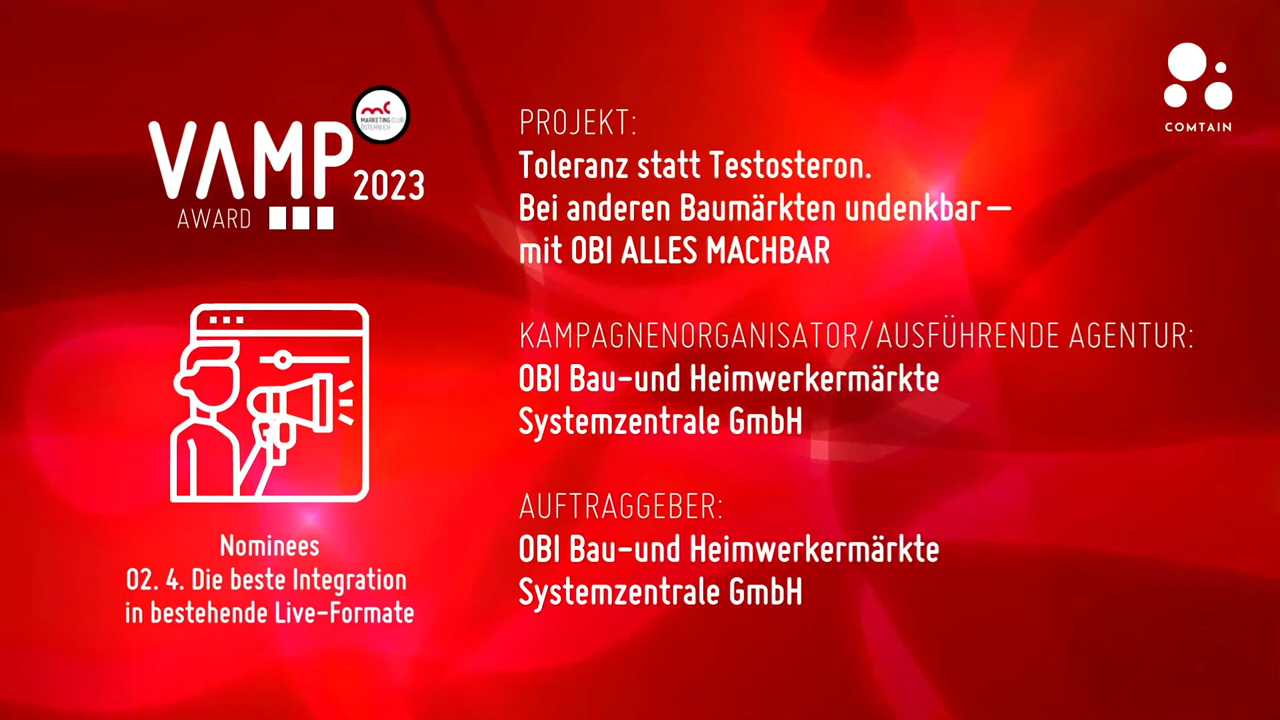 VAMP
2023
AWARD
MARKETING CLUB
ÖSTERREICH
Nominees
02. 4. Die beste Integration
in bestehende Live-Formate
PROJEKT:
Toleranz statt Testosteron.
Bei anderen Baumärkten undenkbar –
mit OBI ALLES MACHBAR
KAMPAGNENORGANISATOR/AUSFÜHRENDE AGENTUR:
OBI Bau-und Heimwerkermärkte
Systemzentrale GmbH
AUFTRAGGEBER:
OBI Bau-und Heimwerkermärkte
Systemzentrale GmbH
COMTAIN